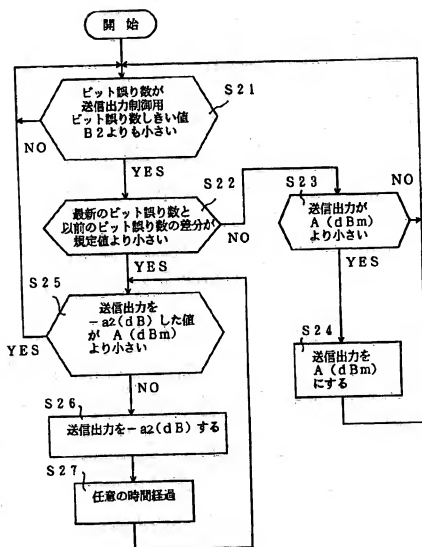 開始
ビット誤り数が
送信出力制御用
ビット誤り数しきい値
B2よりも小さい
S21
NO
YES
S22
最新のビット誤り数と
以前のビット誤り数の差分が
規定値より小さい
NO
YES
S23
送信出力が
A(dBm)
より小さい
NO
YES
S24
送信出力を
A(dBm)
にする
S25
送信出力を
−a2(dB)した値
が A(dBm)
より小さい
YES
NO
S26
送信出力を−a2(dB)する
S27
任意の時間経過